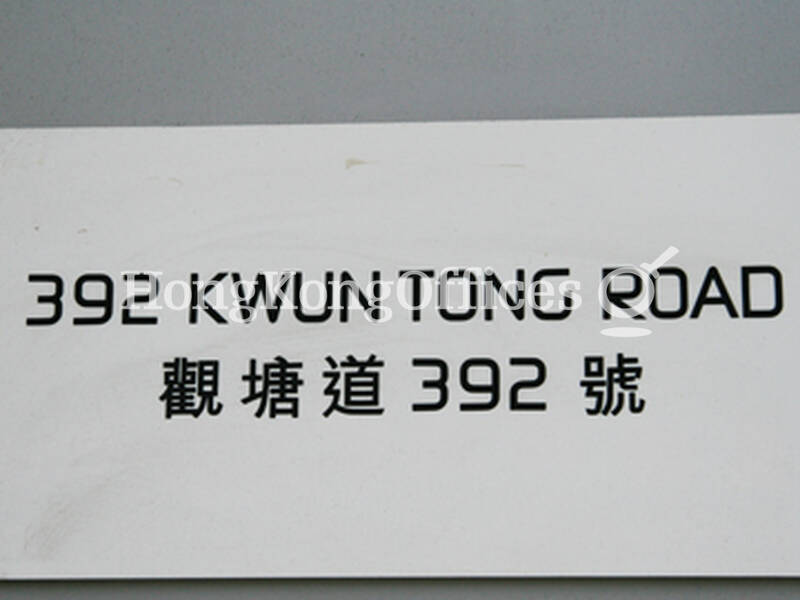 392 KWUN TONG ROAD
HongKongOffices
觀塘道 392 號